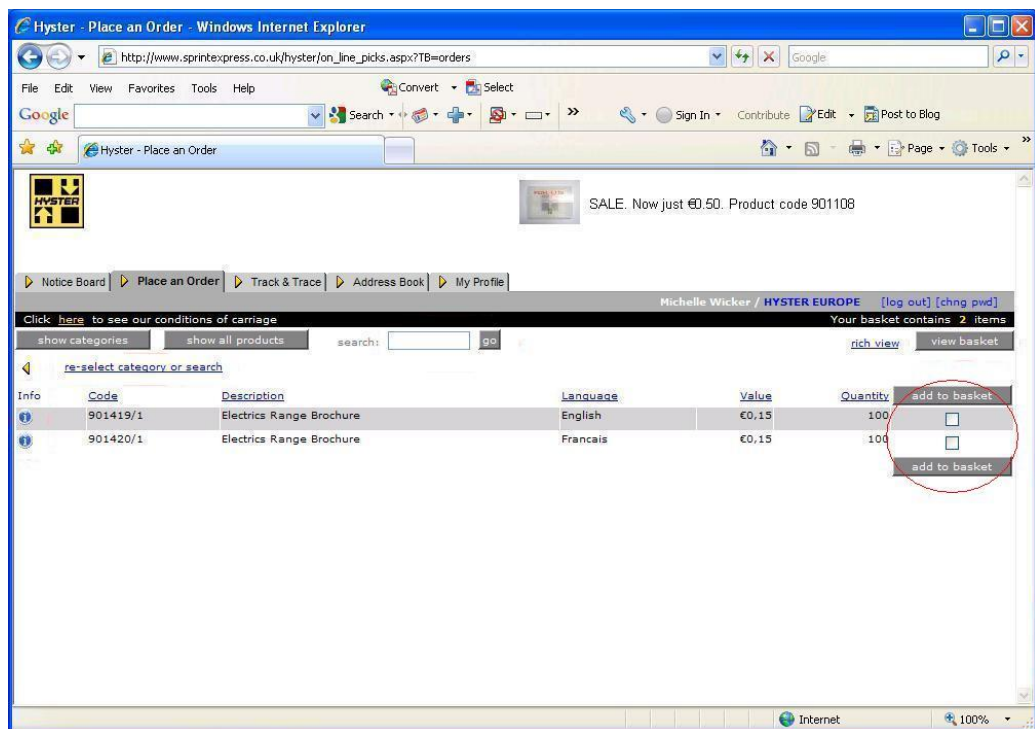 Hyster - Place an Order - Windows Internet Explorer
http://www.sprintexpress.co.uk/hyster/on_line_picks.aspx?TB=orders Google
File Edit View Favorites Tools Help Convert Select
Google Search » Sign In Contribute Edit Post to Blog
Hyster - Place an Order Page Tools »
HYSTER
SALE. Now just €0.50. Product code 901108
Notice Board Place an Order Track & Trace Address Book My Profile
Michelle Wicker / HYSTER EUROPE [log out] [chng pwd]
Click here to see our conditions of carriage Your basket contains 2 items
show categories show all products search: go rich view view basket
re-select category or search
Info Code Description Language Value Quantity add to basket
901419/1 Electrics Range Brochure English €0,15 100
901420/1 Electrics Range Brochure Francais €0,15 100
add to basket
Internet 100%